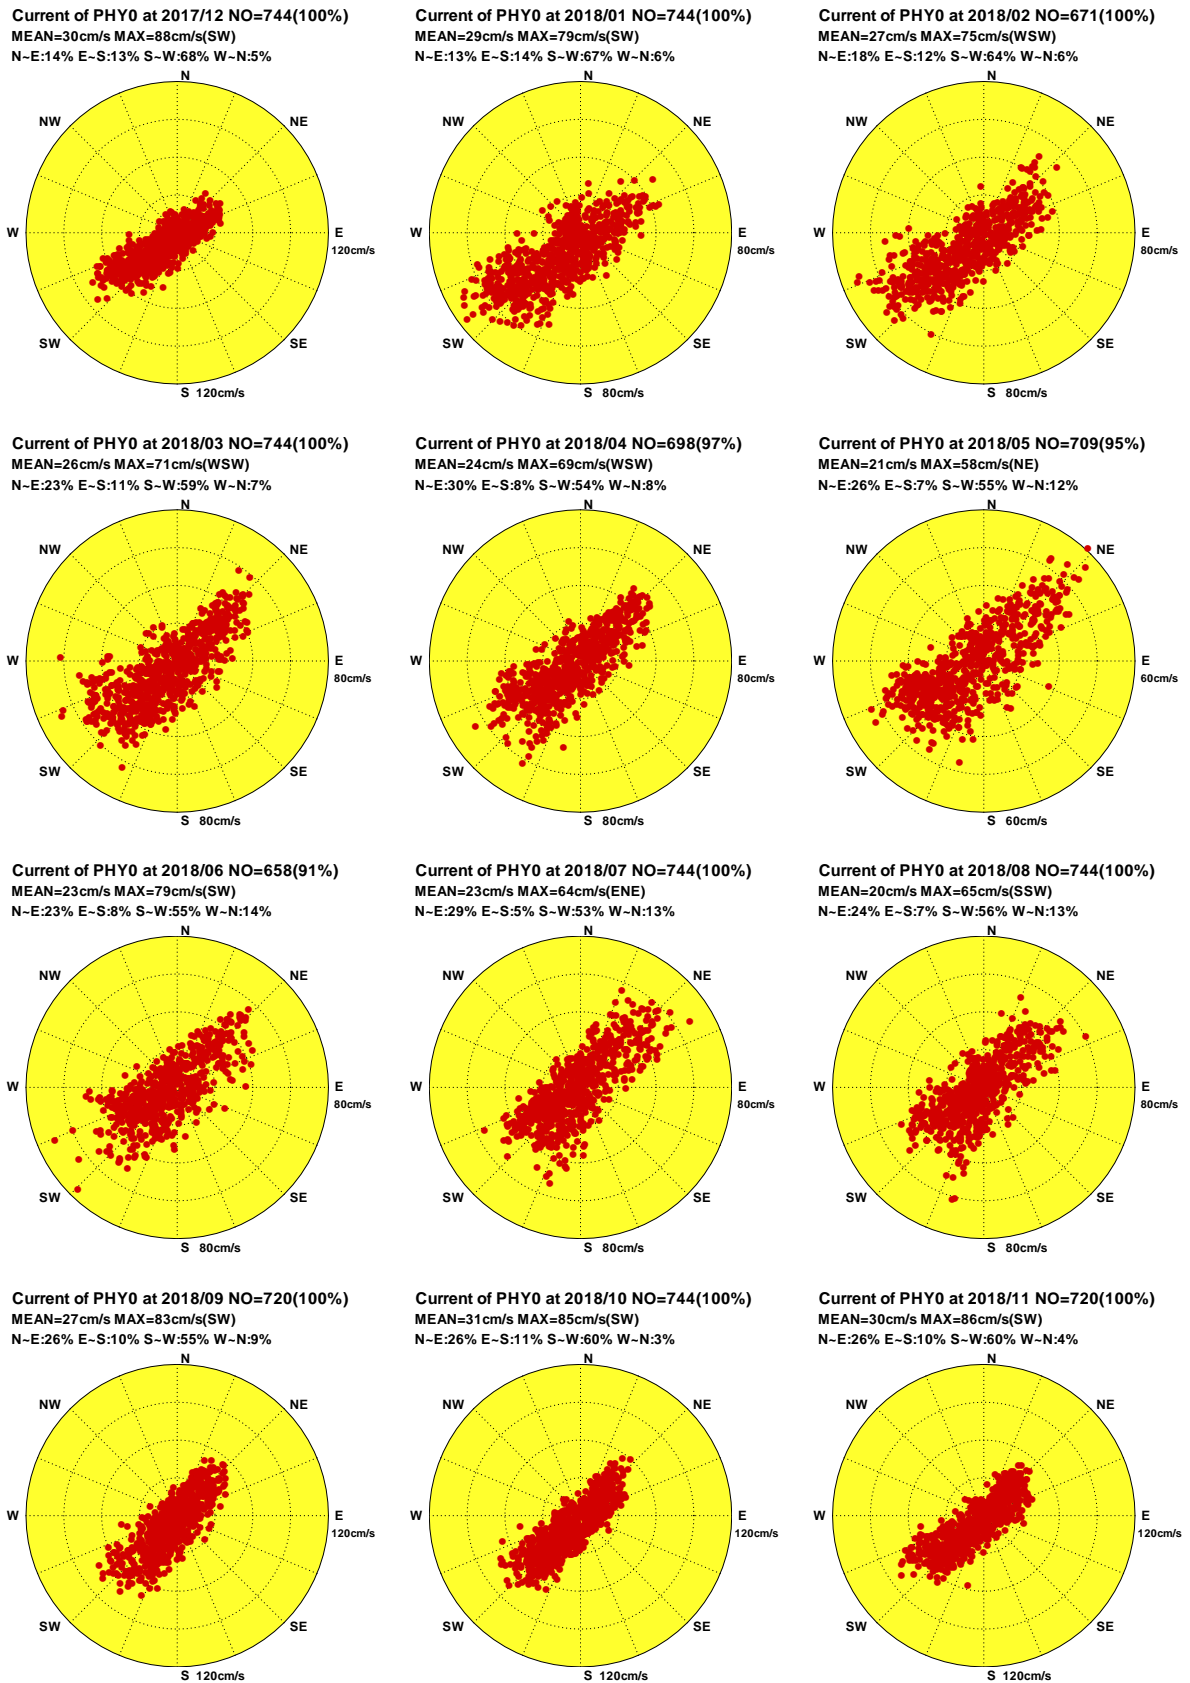 Current of PHY0 at 2017/12 NO=744(100%)
MEAN=30cm/s MAX=88cm/s(SW)
N~E:14% E~S:13% S~W:68% W~N:5%
N
NW
NE
W
E
120cm/s
SW
SE
S 120cm/s
Current of PHY0 at 2018/01 NO=744(100%)
MEAN=29cm/s MAX=79cm/s(SW)
N~E:13% E~S:14% S~W:67% W~N:6%
N
NW
NE
W
E
80cm/s
SW
SE
S 80cm/s
Current of PHY0 at 2018/02 NO=671(100%)
MEAN=27cm/s MAX=75cm/s(WSW)
N~E:18% E~S:12% S~W:64% W~N:6%
N
NW
NE
W
E
80cm/s
SW
SE
S 80cm/s
Current of PHY0 at 2018/03 NO=744(100%)
MEAN=26cm/s MAX=71cm/s(WSW)
N~E:23% E~S:11% S~W:59% W~N:7%
N
NW
NE
W
E
80cm/s
SW
SE
S 80cm/s
Current of PHY0 at 2018/04 NO=698(97%)
MEAN=24cm/s MAX=69cm/s(WSW)
N~E:30% E~S:8% S~W:54% W~N:8%
N
NW
NE
W
E
80cm/s
SW
SE
S 80cm/s
Current of PHY0 at 2018/05 NO=709(95%)
MEAN=21cm/s MAX=58cm/s(NE)
N~E:26% E~S:7% S~W:55% W~N:12%
N
NW
NE
W
E
60cm/s
SW
SE
S 60cm/s
Current of PHY0 at 2018/06 NO=658(91%)
MEAN=23cm/s MAX=79cm/s(SW)
N~E:23% E~S:8% S~W:55% W~N:14%
N
NW
NE
W
E
80cm/s
SW
SE
S 80cm/s
Current of PHY0 at 2018/07 NO=744(100%)
MEAN=23cm/s MAX=64cm/s(ENE)
N~E:29% E~S:5% S~W:53% W~N:13%
N
NW
NE
W
E
80cm/s
SW
SE
S 80cm/s
Current of PHY0 at 2018/08 NO=744(100%)
MEAN=20cm/s MAX=65cm/s(SSW)
N~E:24% E~S:7% S~W:56% W~N:13%
N
NW
NE
W
E
80cm/s
SW
SE
S 80cm/s
Current of PHY0 at 2018/09 NO=720(100%)
MEAN=27cm/s MAX=83cm/s(SW)
N~E:26% E~S:10% S~W:55% W~N:9%
N
NW
NE
W
E
120cm/s
SW
SE
S 120cm/s
Current of PHY0 at 2018/10 NO=744(100%)
MEAN=31cm/s MAX=85cm/s(SW)
N~E:26% E~S:11% S~W:60% W~N:3%
N
NW
NE
W
E
120cm/s
SW
SE
S 120cm/s
Current of PHY0 at 2018/11 NO=720(100%)
MEAN=30cm/s MAX=86cm/s(SW)
N~E:26% E~S:10% S~W:60% W~N:4%
N
NW
NE
W
E
120cm/s
SW
SE
S 120cm/s